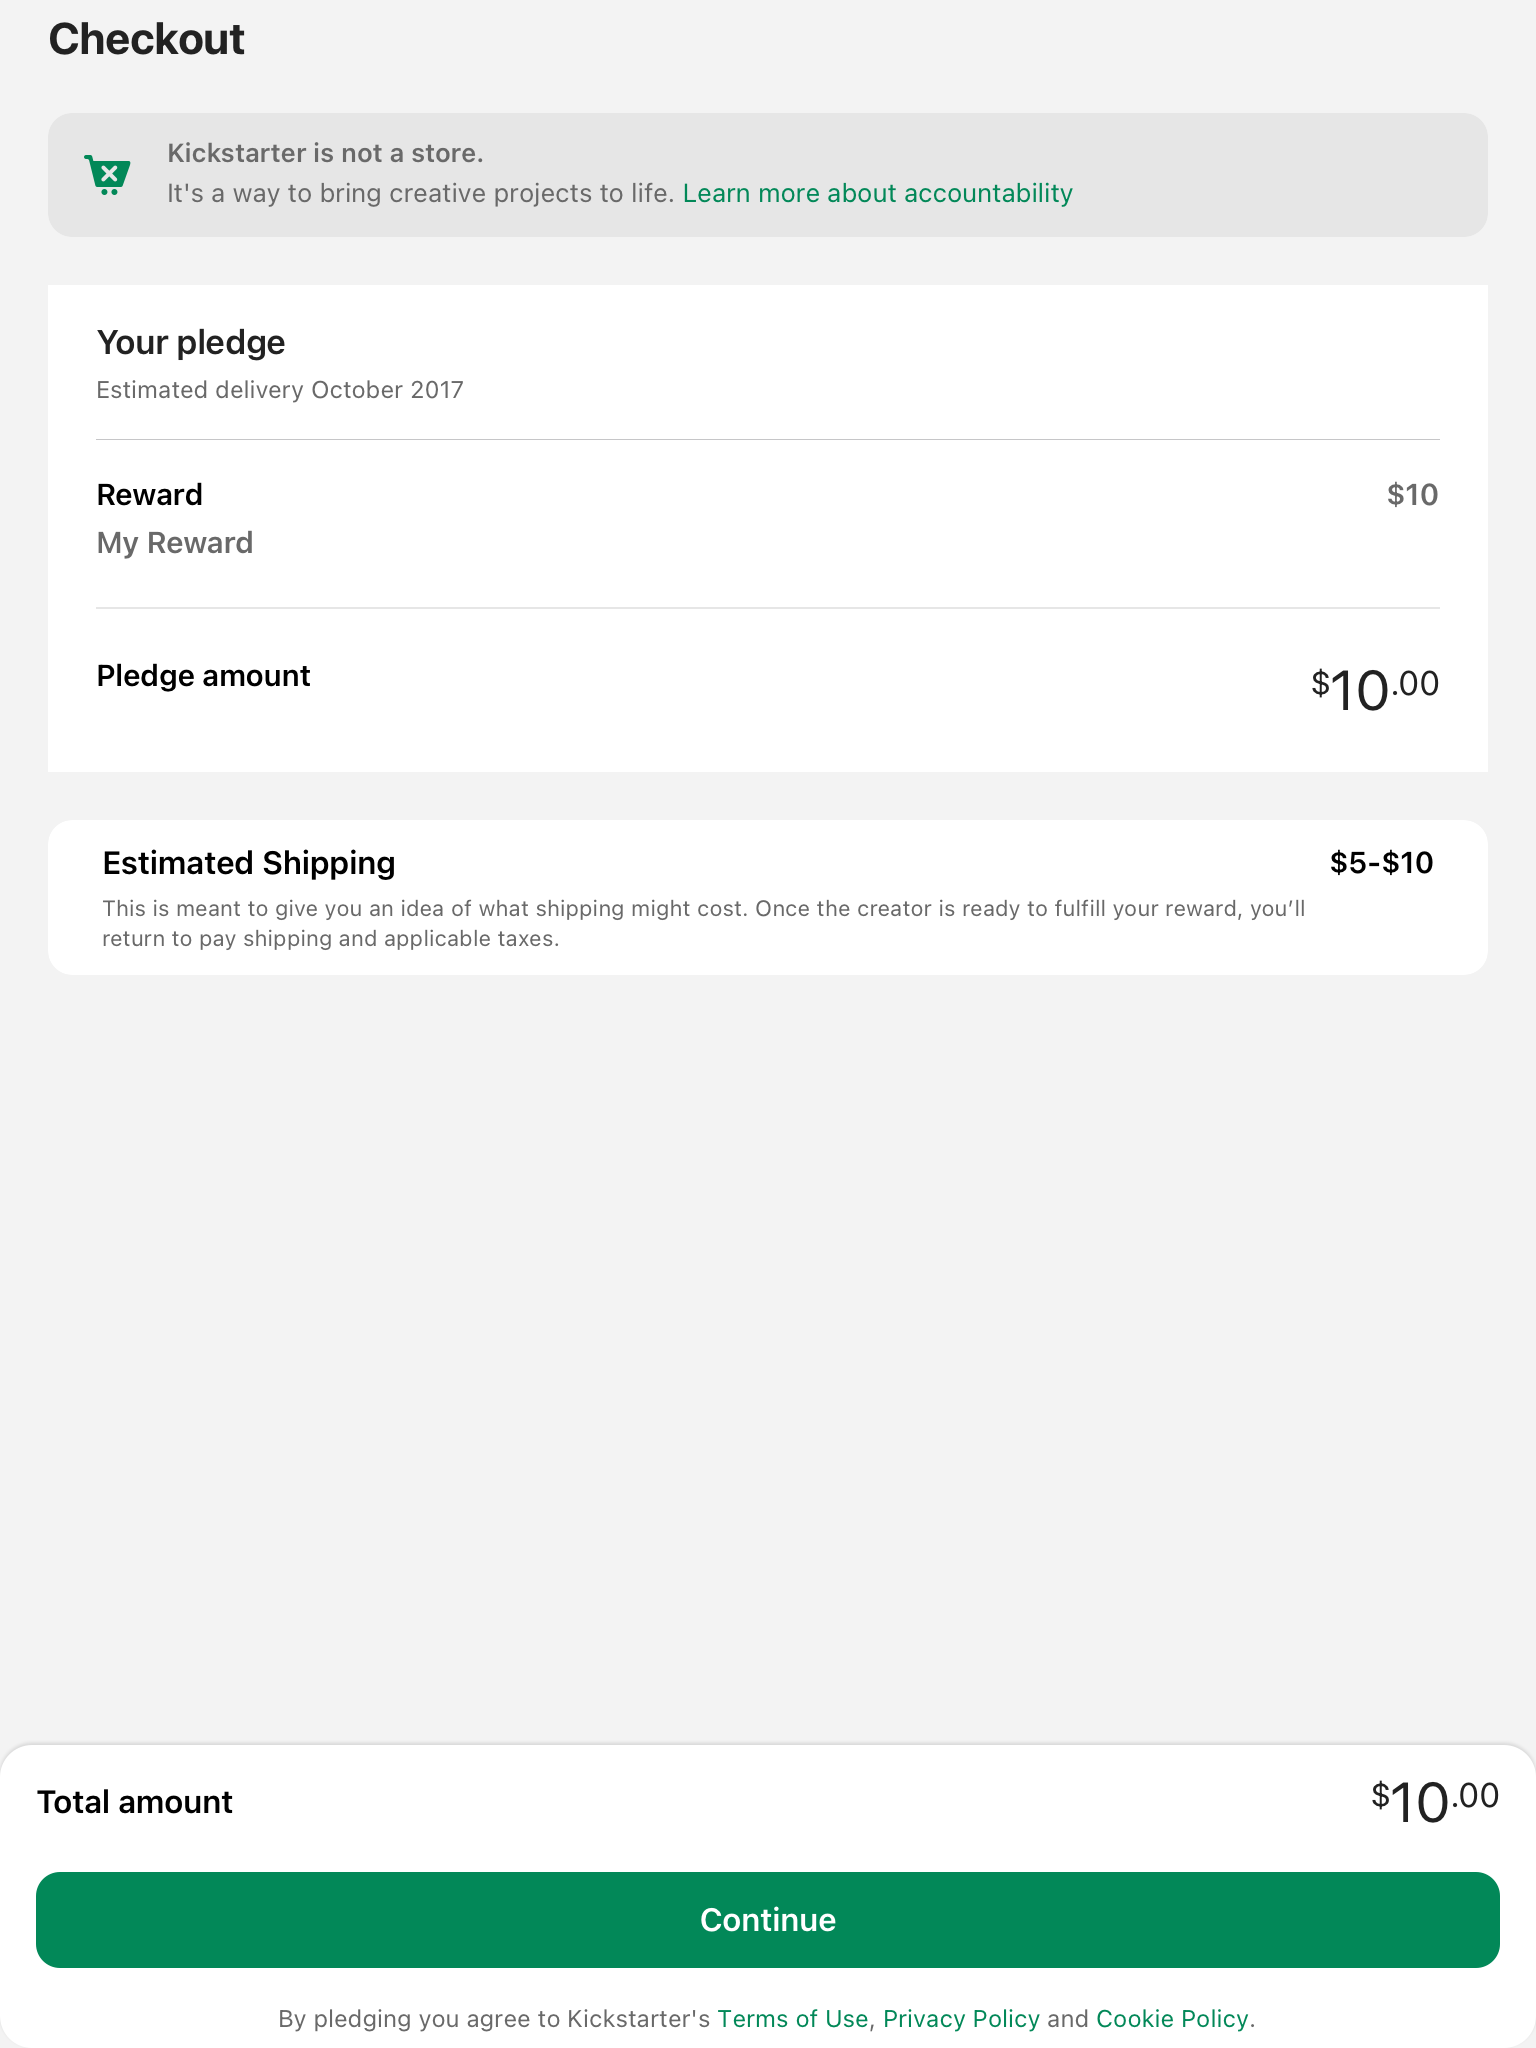 Checkout
Kickstarter is not a store.
It's a way to bring creative projects to life. Learn more about accountability
Your pledge
Estimated delivery October 2017
Reward $10
My Reward
Pledge amount $10.00
Estimated Shipping $5-$10
This is meant to give you an idea of what shipping might cost. Once the creator is ready to fulfill your reward, you’ll
return to pay shipping and applicable taxes.
Total amount $10.00
Continue
By pledging you agree to Kickstarter's Terms of Use, Privacy Policy and Cookie Policy.